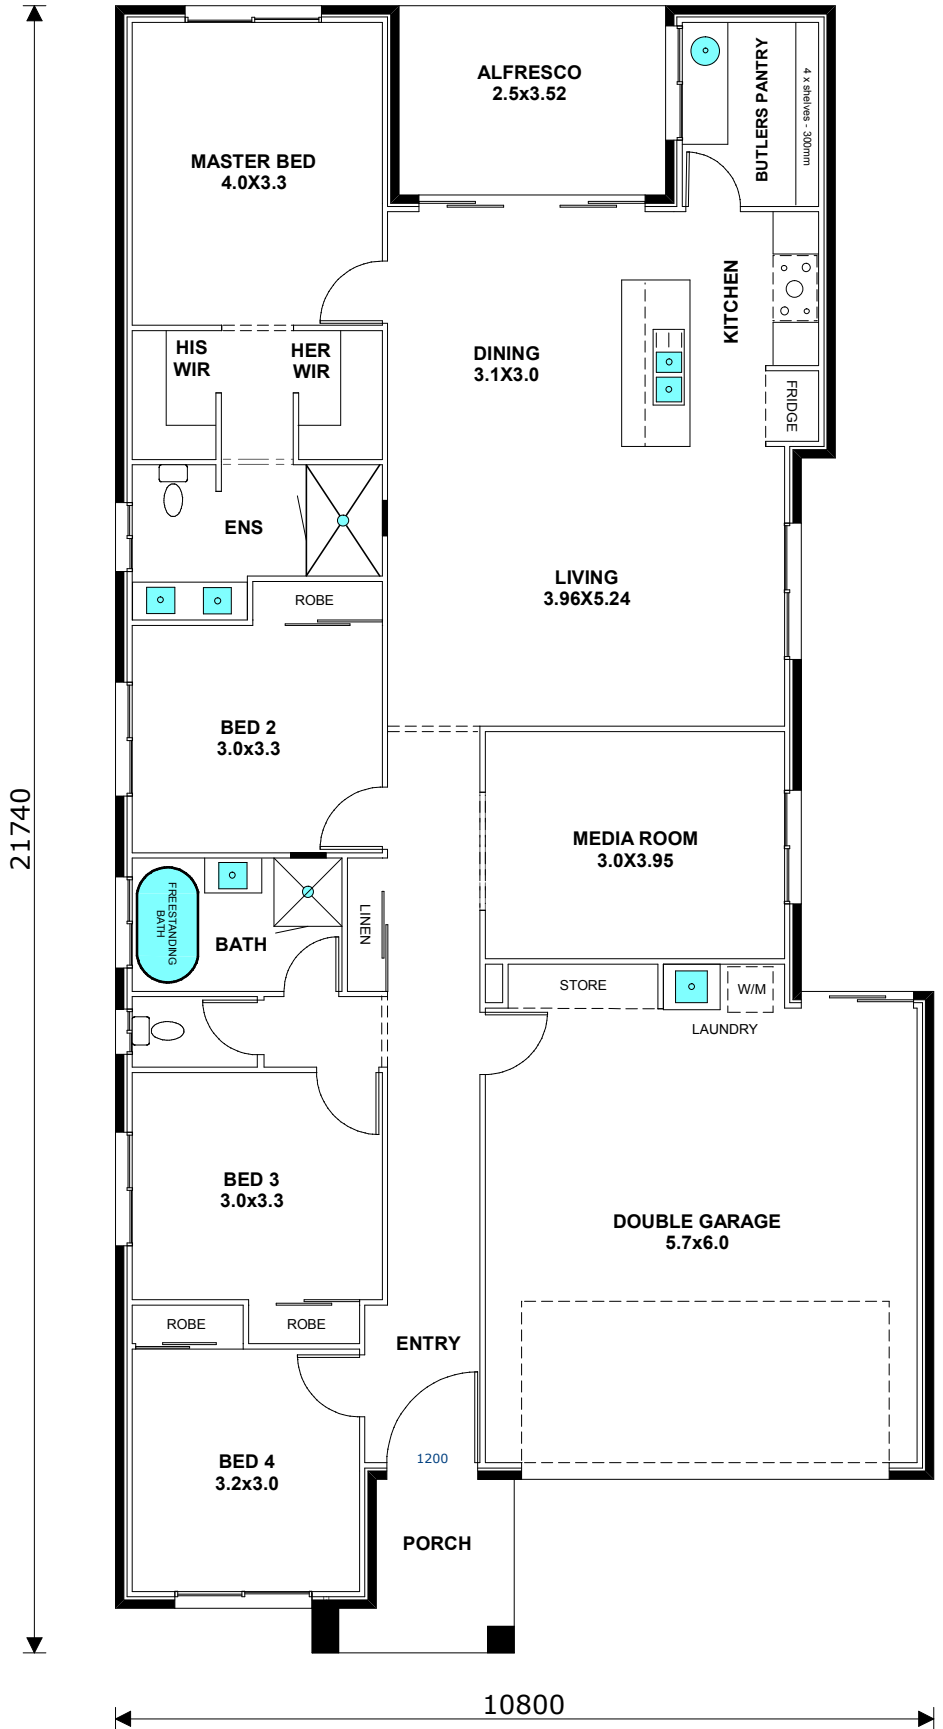 ALFRESCO
2.5x3.52
BUTLERS PANTRY
4 x shelves - 300mm
MASTER BED
4.0X3.3
KITCHEN
HIS
WIR
HER
WIR
DINING
3.1X3.0
FRIDGE
ENS
LIVING
3.96X5.24
ROBE
BED 2
3.0x3.3
21740
MEDIA ROOM
3.0X3.95
FREESTANDING
BATH
BATH
LINEN
STORE
W/M
LAUNDRY
BED 3
3.0x3.3
DOUBLE GARAGE
5.7x6.0
ROBE
ROBE
ENTRY
BED 4
3.2x3.0
1200
PORCH
10800